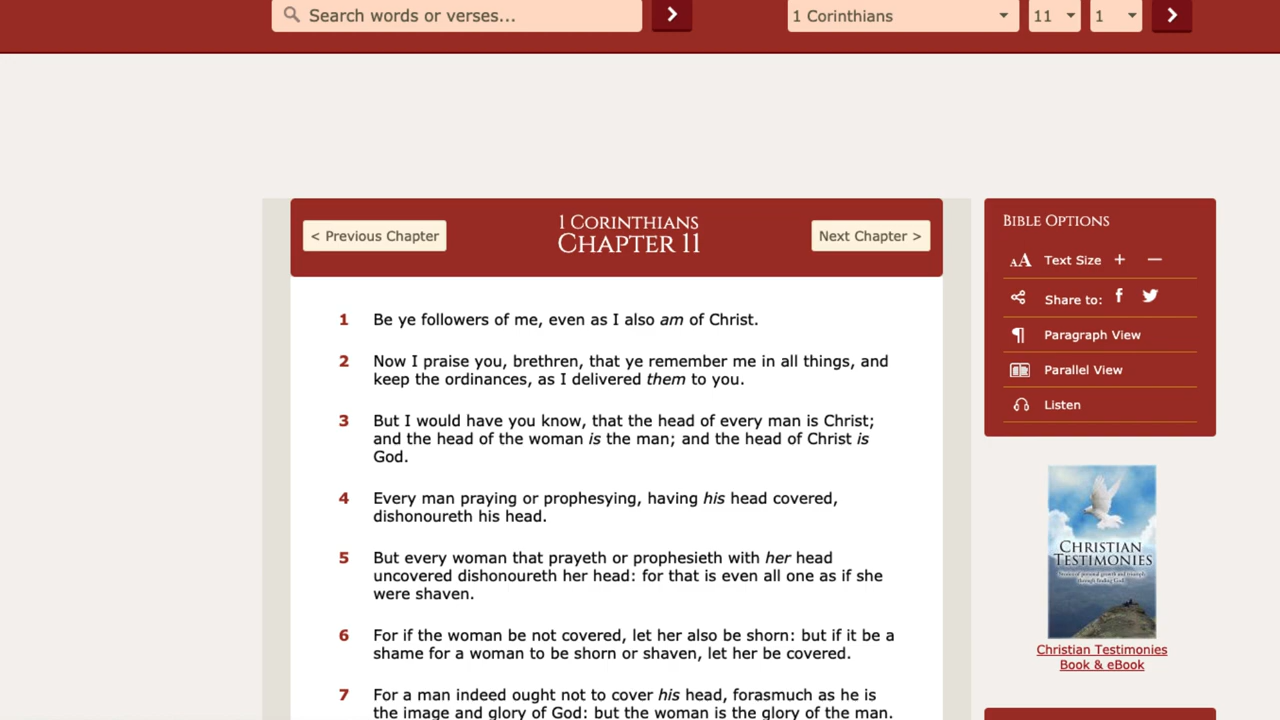 Search words or verses...
1 Corinthians
11
1
1 Corinthians
Chapter 11
< Previous Chapter
Next Chapter >
1 Be ye followers of me, even as I also am of Christ.
2 Now I praise you, brethren, that ye remember me in all things, and
keep the ordinances, as I delivered them to you.
3 But I would have you know, that the head of every man is Christ;
and the head of the woman is the man; and the head of Christ is
God.
4 Every man praying or prophesying, having his head covered,
dishonoureth his head.
5 But every woman that prayeth or prophesieth with her head
uncovered dishonoureth her head: for that is even all one as if she
were shaven.
6 For if the woman be not covered, let her also be shorn: but if it be a
shame for a woman to be shorn or shaven, let her be covered.
7 For a man indeed ought not to cover his head, forasmuch as he is
the image and glory of God: but the woman is the glory of the man.
Bible Options
AA Text Size + —
Share to: f
¶ Paragraph View
Parallel View
Listen
CHRISTIAN
TESTIMONIES
Christian Testimonies
Book & eBook